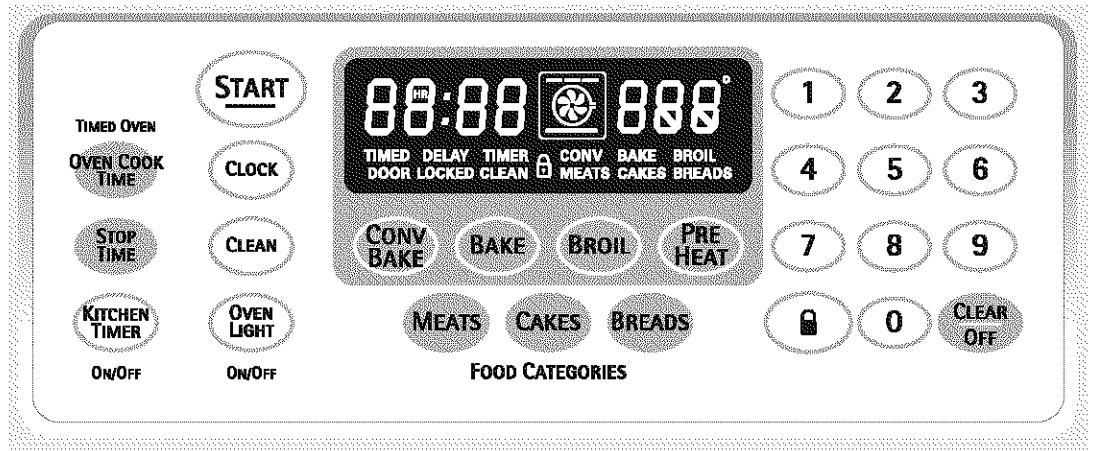 START
TIMED OVEN
OVEN COOK
TIME
CLOCK
STOP
TIME
CLEAN
KITCHEN
TIMER
ON/OFF
OVEN
LIGHT
ON/OFF
88:88 888°
HR
TIMED DELAY TIMER CONV BAKE BROIL
DOOR LOCKED CLEAN MEATS CAKES BREADS
CONV
BAKE
BAKE
BROIL
PRE
HEAT
MEATS
CAKES
BREADS
FOOD CATEGORIES
1 2 3
4 5 6
7 8 9
0
CLEAR
OFF